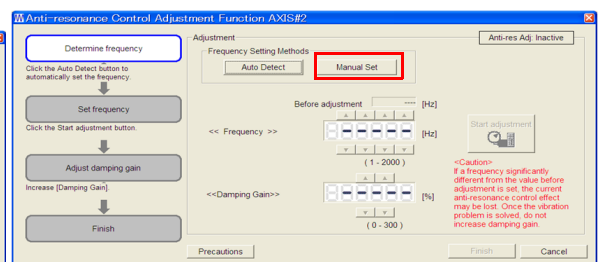 Anti-resonance Control Adjustment Function AXIS#2
Determine frequency
Click the Auto Detect button to
automatically set the frequency.
Set frequency
Click the Start adjustment button.
Adjust damping gain
Increase [Damping Gain].
Finish
Adjustment
Anti-res Adj: Inactive
Frequency Setting Methods
Auto Detect
Manual Set
Before adjustment ---- [Hz]
<< Frequency >>
[Hz]
( 1 - 2000 )
<<Damping Gain>>
[%]
( 0 - 300 )
Start adjustment
<Caution>
If a frequency significantly
different from the value before
adjustment is set, the current
anti-resonance control effect
may be lost. Once the vibration
problem is solved, do not
increase damping gain.
Precautions
Finish
Cancel